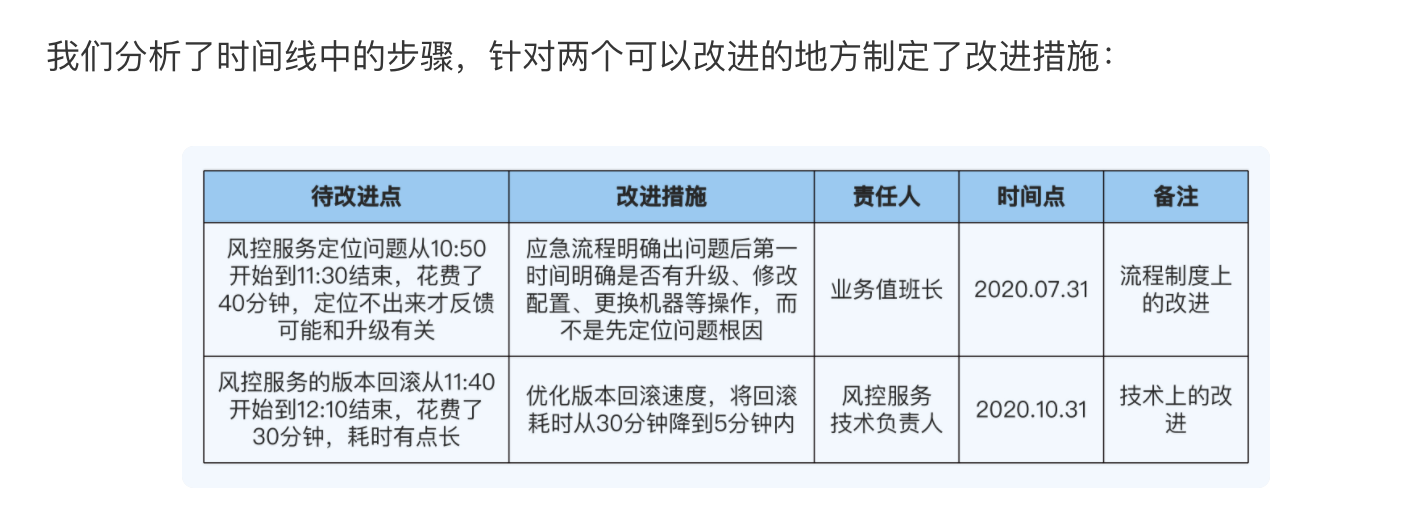 我们分析了时间线中的步骤，针对两个可以改进的地方制定了改进措施：
待改进点
改进措施
责任人
时间点
备注
风控服务定位问题从10:50
开始到11:30结束，花费了
40分钟，定位不出来才反馈
可能和升级有关
应急流程明确出问题后第一
时间明确是否有升级、修改
配置、更换机器等操作，而
不是先定位问题根因
业务值班长
2020.07.31
流程制度上
的改进
风控服务的版本回滚从11:40
开始到12:10结束，花费了
30分钟，耗时有点长
优化版本回滚速度，将回滚
耗时从30分钟降到5分钟内
风控服务
技术负责人
2020.10.31
技术上的改
进